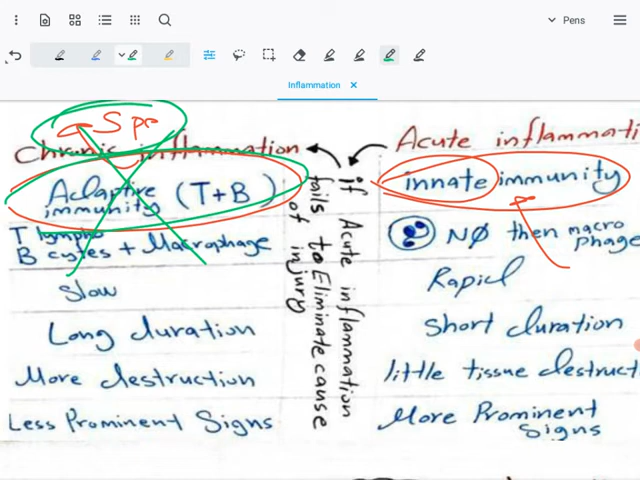 Pens
Inflammation
Spe
Chronic inflammation
Adaptive immunity (T+B)
T lympho
B cytes + Macrophage
Slow
Long duration
More destruction
Less Prominent Signs
if Acute inflammation
fails to Eliminate cause
of injury
Acute inflammati
innate immunity
NØ then macro
phage
Rapid
Short duration
little tissue destruct
More Prominent
Signs